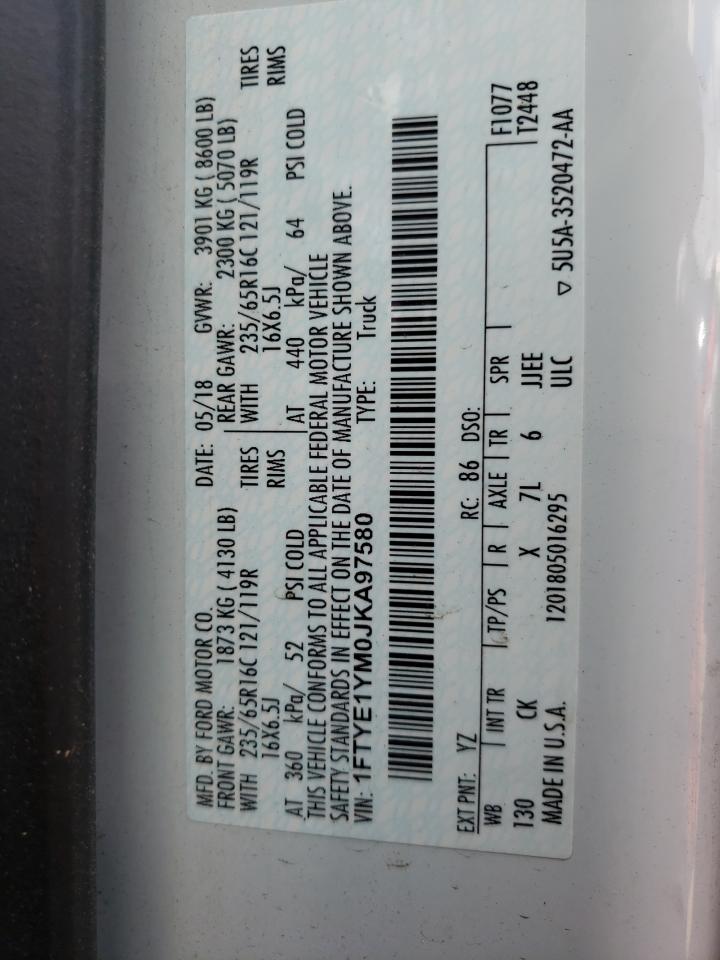 MFD. BY FORD MOTOR CO. DATE: 05/18 GVWR: 3901 KG ( 8600 LB)
FRONT GAWR: 1873 KG ( 4130 LB) REAR GAWR: 2300 KG ( 5070 LB)
WITH 235/65R16C 121/119R TIRES WITH 235/65R16C 121/119R TIRES
16X6.5J RIMS 16X6.5J RIMS
AT 360 kPa/ 52 PSI COLD AT 440 kPa/ 64 PSI COLD
THIS VEHICLE CONFORMS TO ALL APPLICABLE FEDERAL MOTOR VEHICLE
SAFETY STANDARDS IN EFFECT ON THE DATE OF MANUFACTURE SHOWN ABOVE.
VIN: 1FTYE1YM0JKA97580 TYPE: Truck
EXT PNT: YZ RC: 86 DSO:
WB INT TR TP/PS R AXLE TR SPR F1077
130 CK X 7L 6 JJEE T2448
MADE IN U.S.A. 1201805016295 ULC ▽ 5U5A-3520472-AA